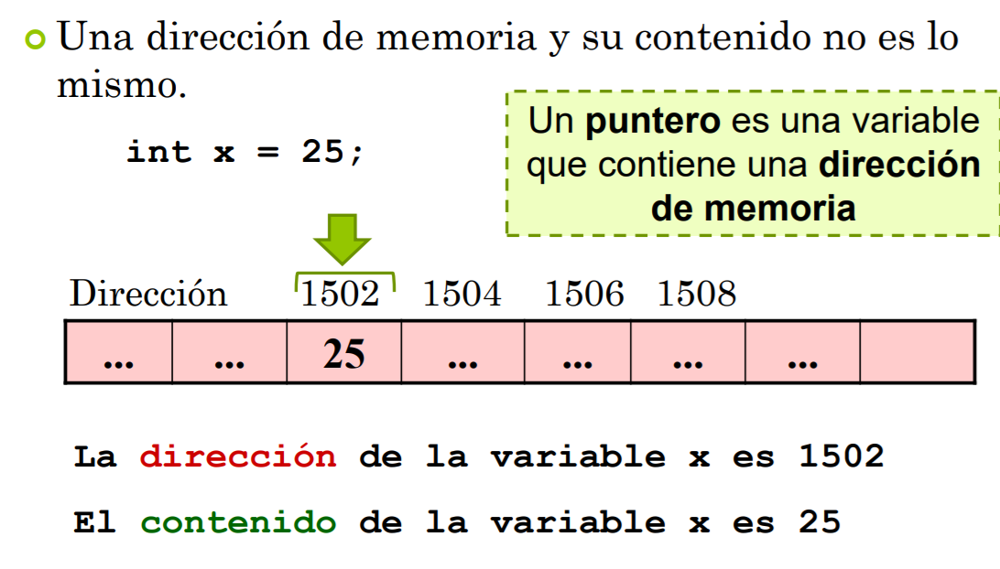 Una dirección de memoria y su contenido no es lo
mismo.
Un puntero es una variable
que contiene una dirección
de memoria
int x = 25;
Dirección 1502 1504 1506 1508
... ... 25 ... ... ... ...
La dirección de la variable x es 1502
El contenido de la variable x es 25